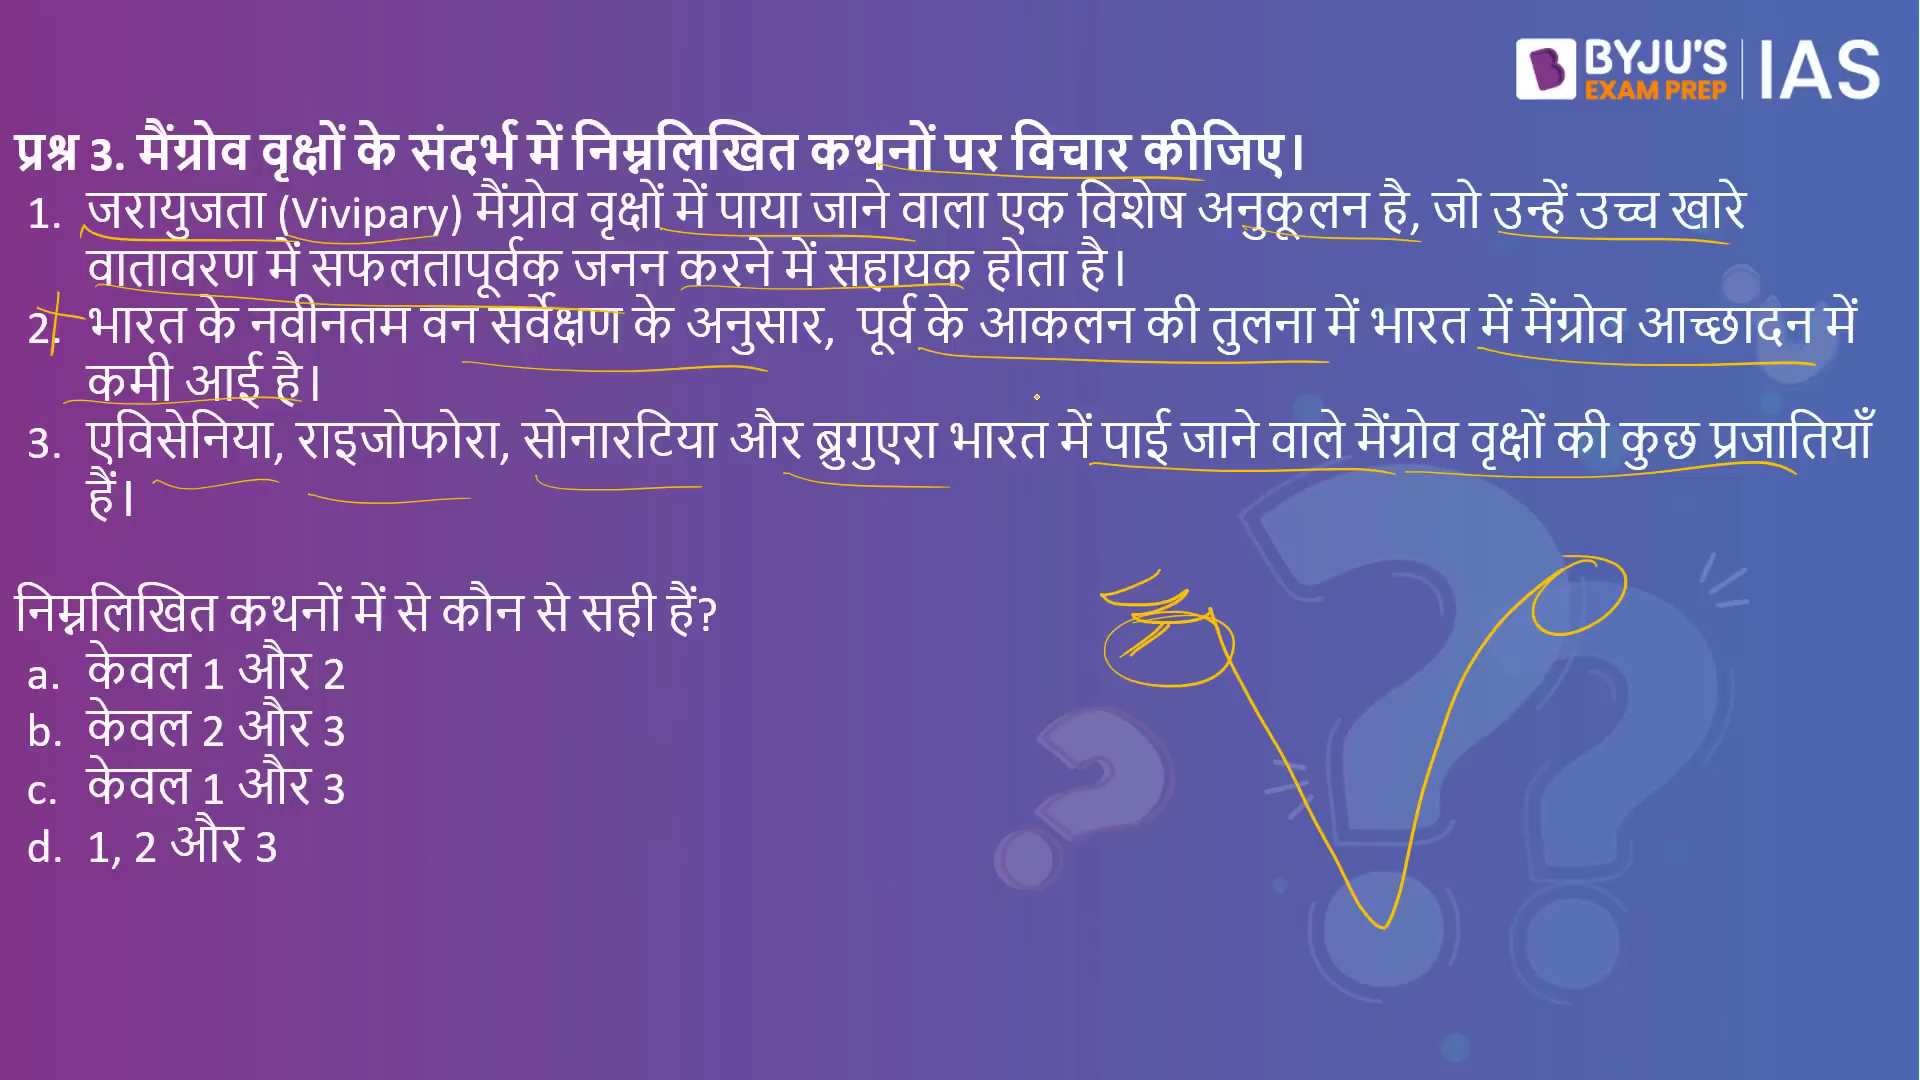 BYJU'S
EXAM PREP
IAS
प्रश्न 3. मैंग्रोव वृक्षों के संदर्भ में निम्नलिखित कथनों पर विचार कीजिए।
1. जरायुजता (Vivipary) मैंग्रोव वृक्षों में पाया जाने वाला एक विशेष अनुकूलन है, जो उन्हें उच्च खारे
वातावरण में सफलतापूर्वक जनन करने में सहायक होता है।
2. भारत के नवीनतम वन सर्वेक्षण के अनुसार, पूर्व के आकलन की तुलना में भारत में मैंग्रोव आच्छादन में
कमी आई है।
3. एविसेनिया, राइजोफोरा, सोनारटिया और ब्रुगुएरा भारत में पाई जाने वाले मैंग्रोव वृक्षों की कुछ प्रजातियाँ
हैं।
निम्नलिखित कथनों में से कौन से सही हैं?
a. केवल 1 और 2
b. केवल 2 और 3
c. केवल 1 और 3
d. 1, 2 और 3